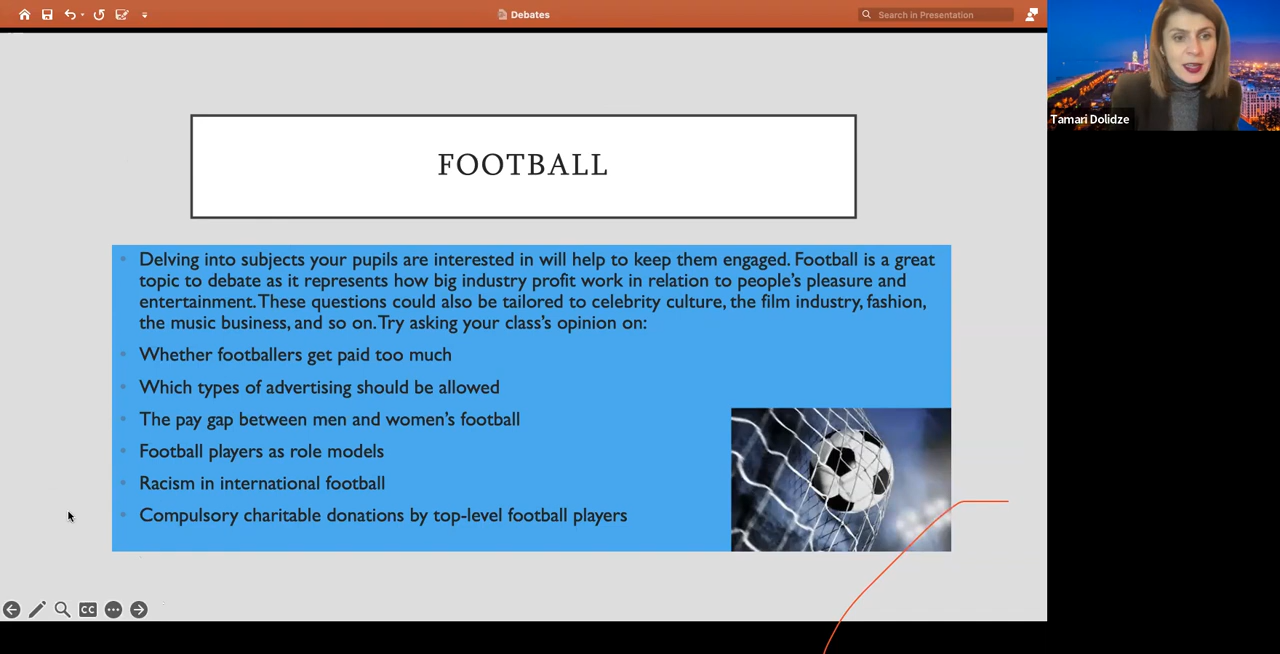 Debates
Search in Presentation
Tamari Dolidze
FOOTBALL
Delving into subjects your pupils are interested in will help to keep them engaged. Football is a great
topic to debate as it represents how big industry profit work in relation to people's pleasure and
entertainment. These questions could also be tailored to celebrity culture, the film industry, fashion,
the music business, and so on. Try asking your class's opinion on:
Whether footballers get paid too much
Which types of advertising should be allowed
The pay gap between men and women's football
Football players as role models
Racism in international football
Compulsory charitable donations by top-level football players
CC